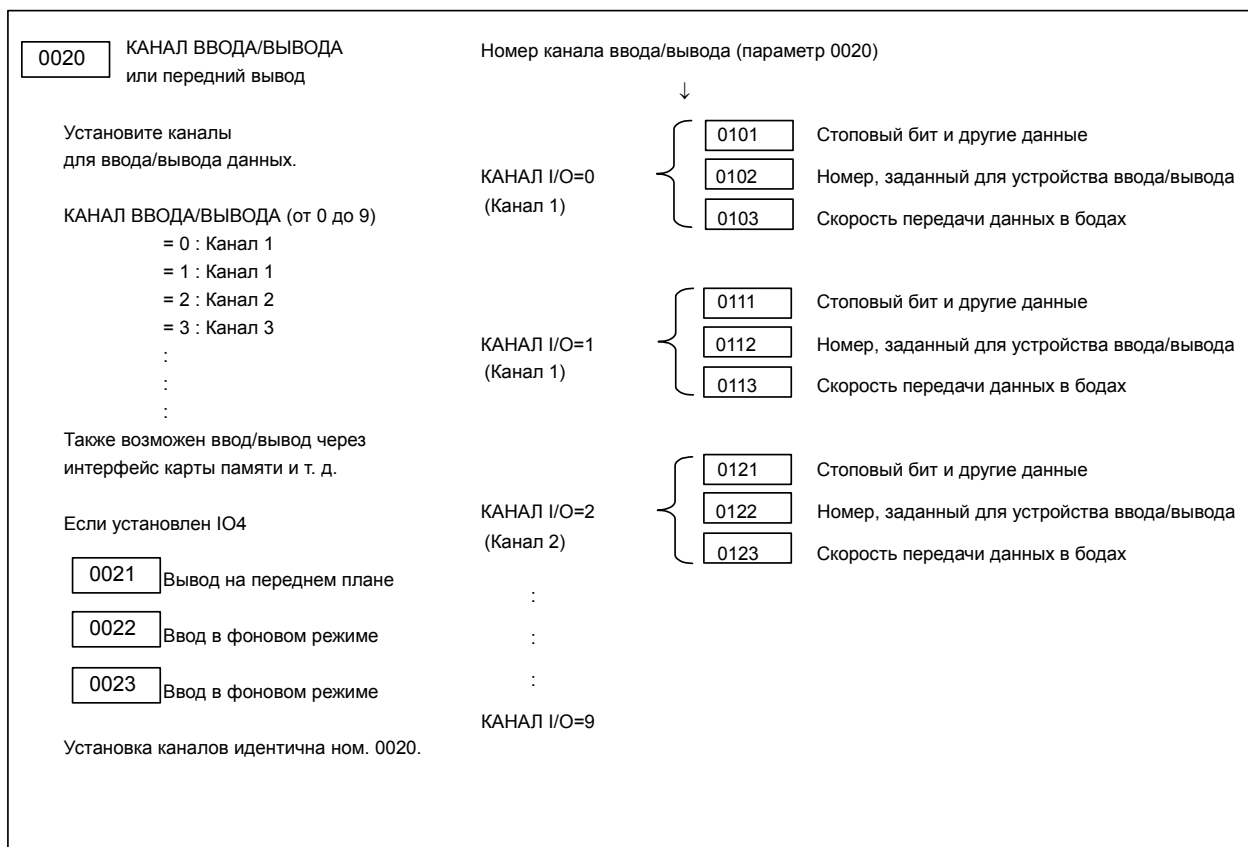 0020
КАНАЛ ВВОДА/ВЫВОДА
или передний вывод
Установите каналы
для ввода/вывода данных.
КАНАЛ ВВОДА/ВЫВОДА (от 0 до 9)
= 0 : Канал 1
= 1 : Канал 1
= 2 : Канал 2
= 3 : Канал 3
:
:
:
Также возможен ввод/вывод через
интерфейс карты памяти и т. д.
Если установлен IO4
0021 Вывод на переднем плане
0022 Ввод в фоновом режиме
0023 Ввод в фоновом режиме
Установка каналов идентична ном. 0020.
Номер канала ввода/вывода (параметр 0020)
↓
КАНАЛ I/O=0
(Канал 1)
0101 Стоповый бит и другие данные
0102 Номер, заданный для устройства ввода/вывода
0103 Скорость передачи данных в бодах
КАНАЛ I/O=1
(Канал 1)
0111 Стоповый бит и другие данные
0112 Номер, заданный для устройства ввода/вывода
0113 Скорость передачи данных в бодах
КАНАЛ I/O=2
(Канал 2)
0121 Стоповый бит и другие данные
0122 Номер, заданный для устройства ввода/вывода
0123 Скорость передачи данных в бодах
:
:
:
КАНАЛ I/O=9